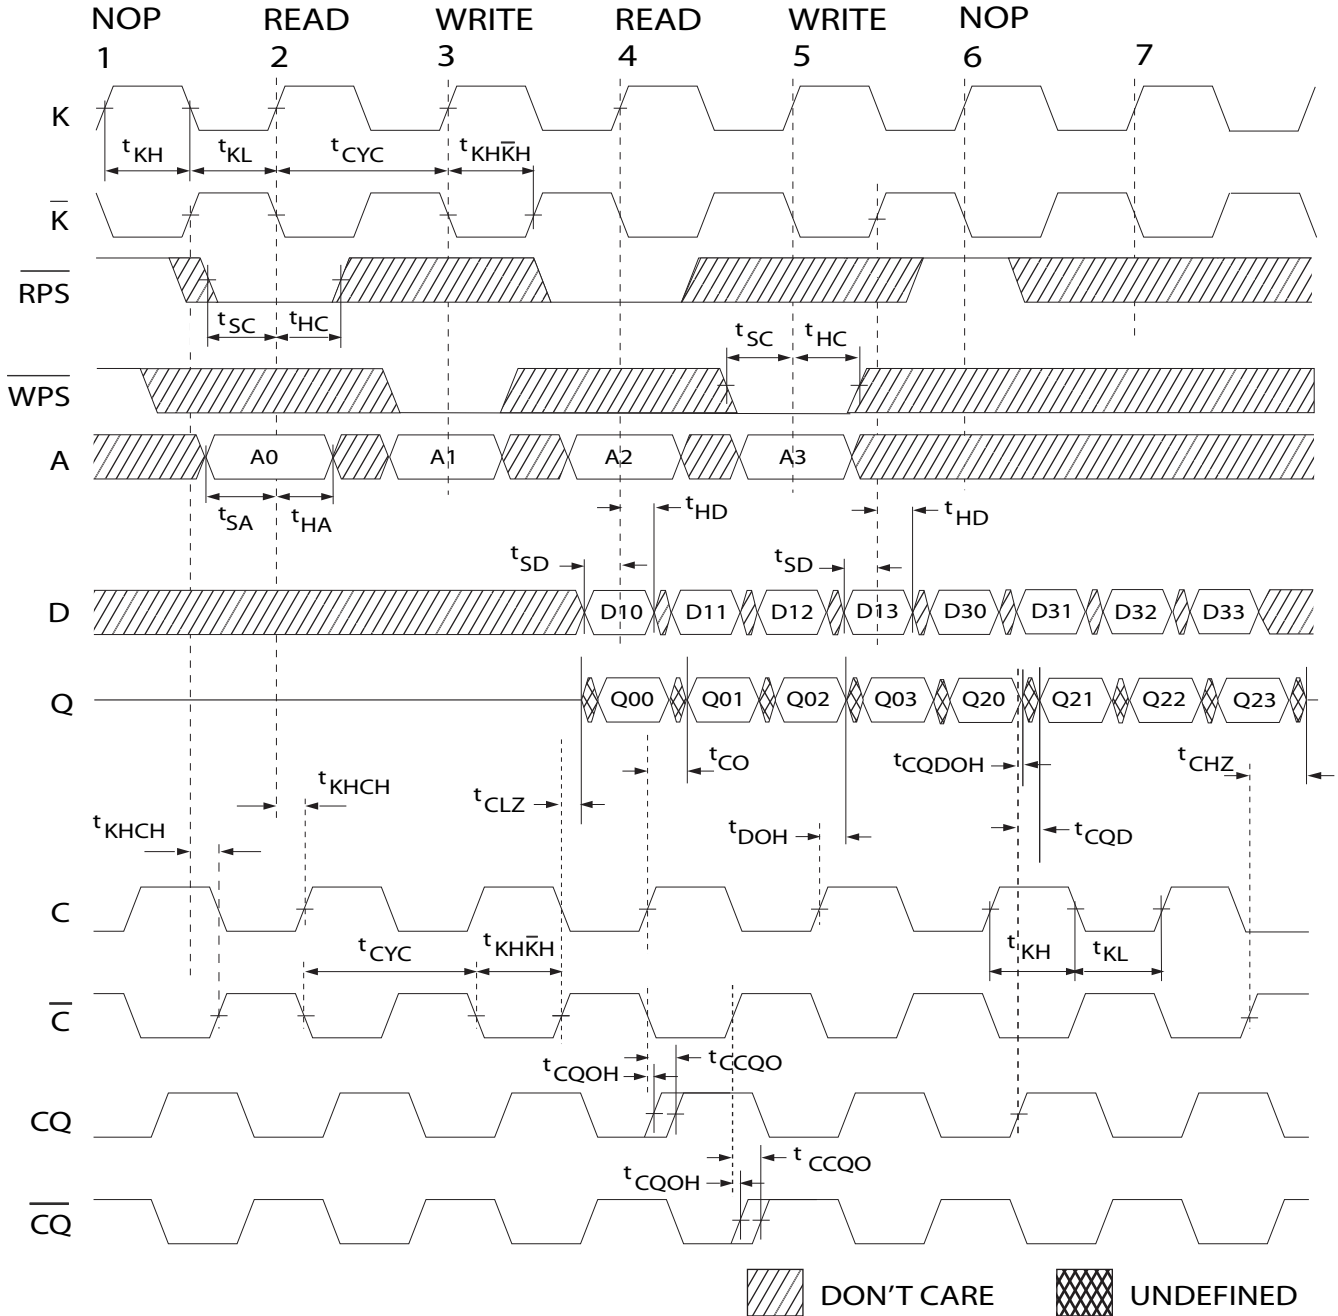 NOP READ WRITE READ WRITE NOP
1 2 3 4 5 6 7
K
tKH tKL tCYC tKHK̅H
K̅
R̅P̅S̅
tSC tHC
tSC tHC
W̅P̅S̅
A A0 A1 A2 A3
tSA tHA
tHD tHD
tSD tSD
D D10 D11 D12 D13 D30 D31 D32 D33
Q Q00 Q01 Q02 Q03 Q20 Q21 Q22 Q23
tCO tCQDOH tCHZ
tKHCH tCLZ
tKHCH tDOH tCQD
C
tCYC tKHK̅H tKH tKL
C̅
tCQOH tCCQO
CQ
tCQOH tCCQO
C̅Q̅
DON'T CARE UNDEFINED